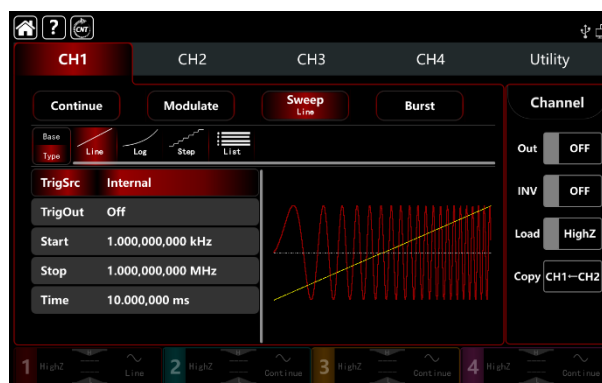 ? CNT
CH1 CH2 CH3 CH4 Utility
Continue Modulate Sweep Burst Channel
Line
Base
Type Line Log Step List
Out OFF
TrigSrc Internal
INV OFF
TrigOut Off
Load HighZ
Start 1.000,000,000 kHz
Stop 1.000,000,000 MHz
Copy CH1←CH2
Time 10.000,000 ms
1 HighZ Line 2 HighZ Continue 3 HighZ Continue 4 HighZ Continue